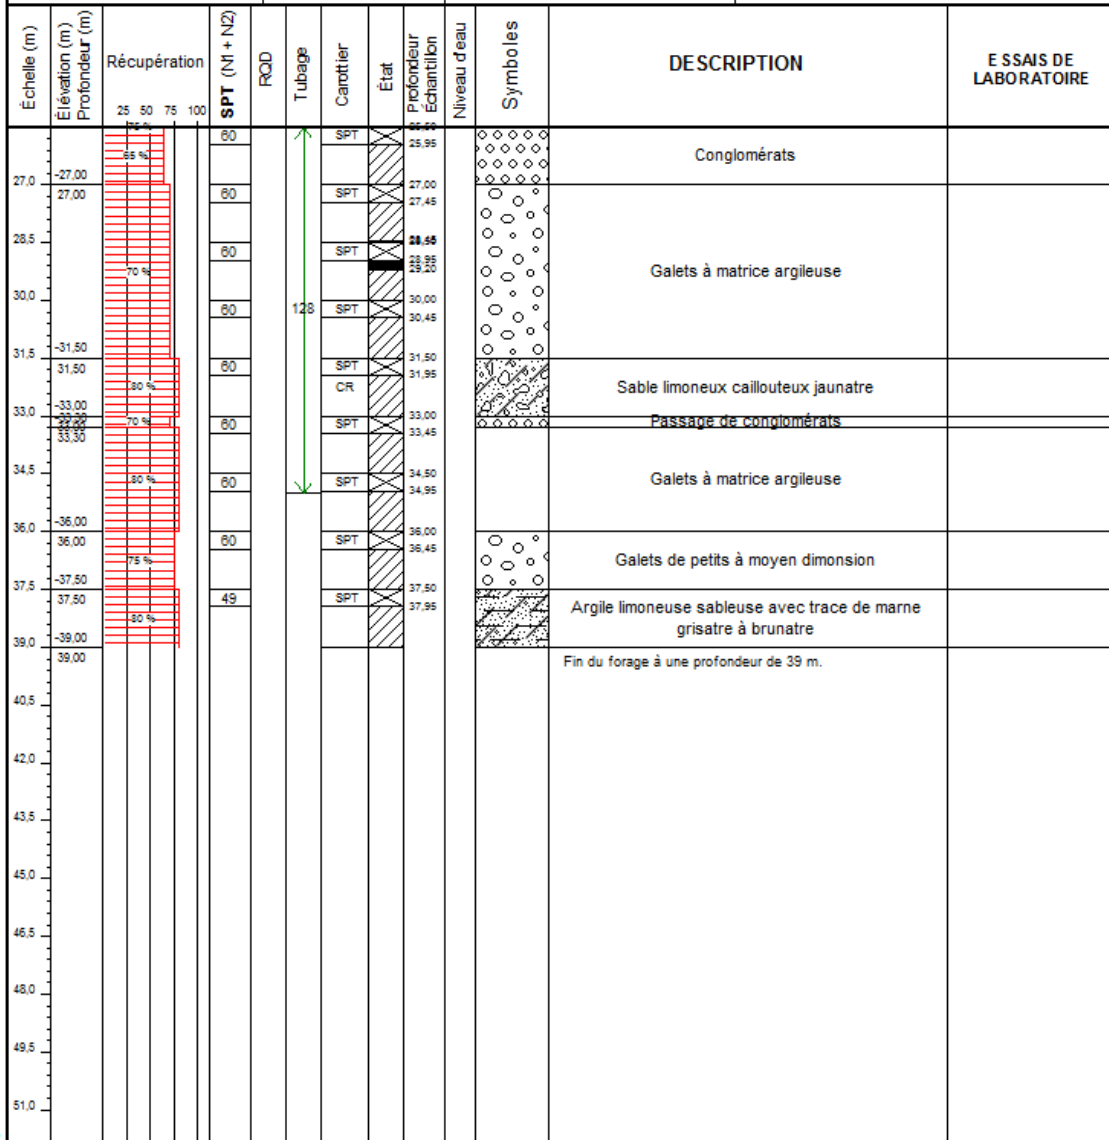 Échelle (m)
Élévation (m)
Profondeur (m)
Récupération
25 50 75 100
SPT (N1 + N2)
RQD
Tubage
Carottier
État
Profondeur
Échantillon
Niveau d'eau
Symboles
DESCRIPTION
E SSAIS DE
LABORATOIRE
75 %
60 SPT 25,50
25,95
65 %
Conglomérats
-27,00
27,0 27,00
27,00 60 SPT
27,45
28,5
60 SPT
28,95
29,20
70 %
Galets à matrice argileuse
30,0 30,00
60 128 SPT
30,45
-31,50
31,5 31,50
31,50 60 SPT
31,95
80 % CR
Sable limoneux caillouteux jaunatre
-33,00
33,0 33,00
70 % 60 SPT
Passage de conglomérats
33,30 33,45
34,5 34,50
80 % 60 SPT
34,95
Galets à matrice argileuse
-36,00
36,0 36,00
36,00 60 SPT
36,45
75 %
Galets de petits à moyen dimonsion
-37,50
37,5 37,50
37,50 49 SPT
37,95
80 %
Argile limoneuse sableuse avec trace de marne
grisatre à brunatre
-39,00
39,0
39,00
Fin du forage à une profondeur de 39 m.
40,5
42,0
43,5
45,0
46,5
48,0
49,5
51,0